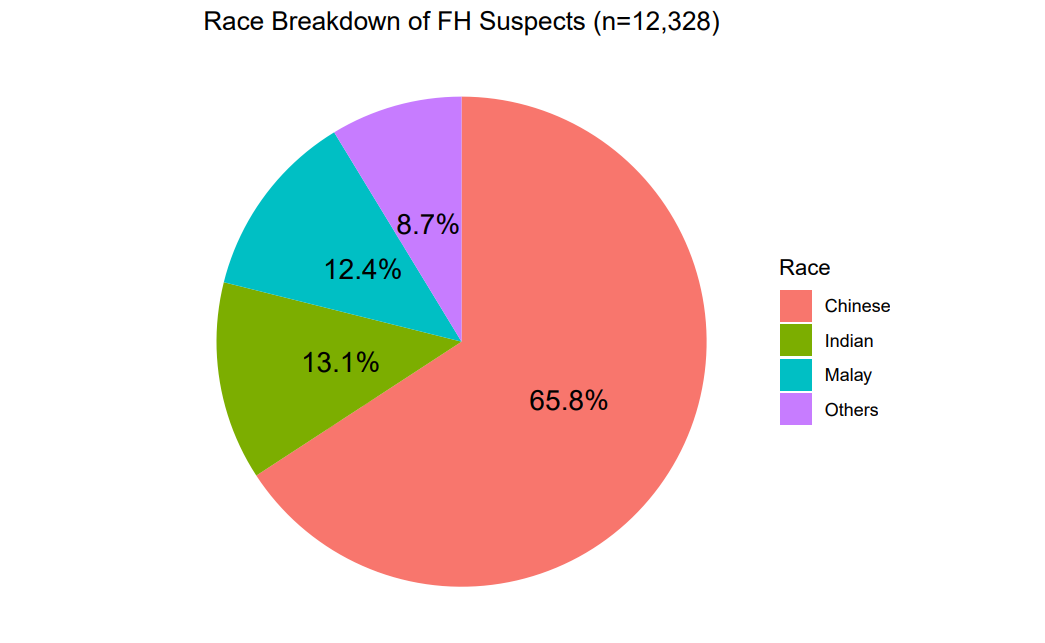 Race Breakdown of FH Suspects (n=12,328)
8.7%
12.4%
13.1%
65.8%
Race
Chinese
Indian
Malay
Others